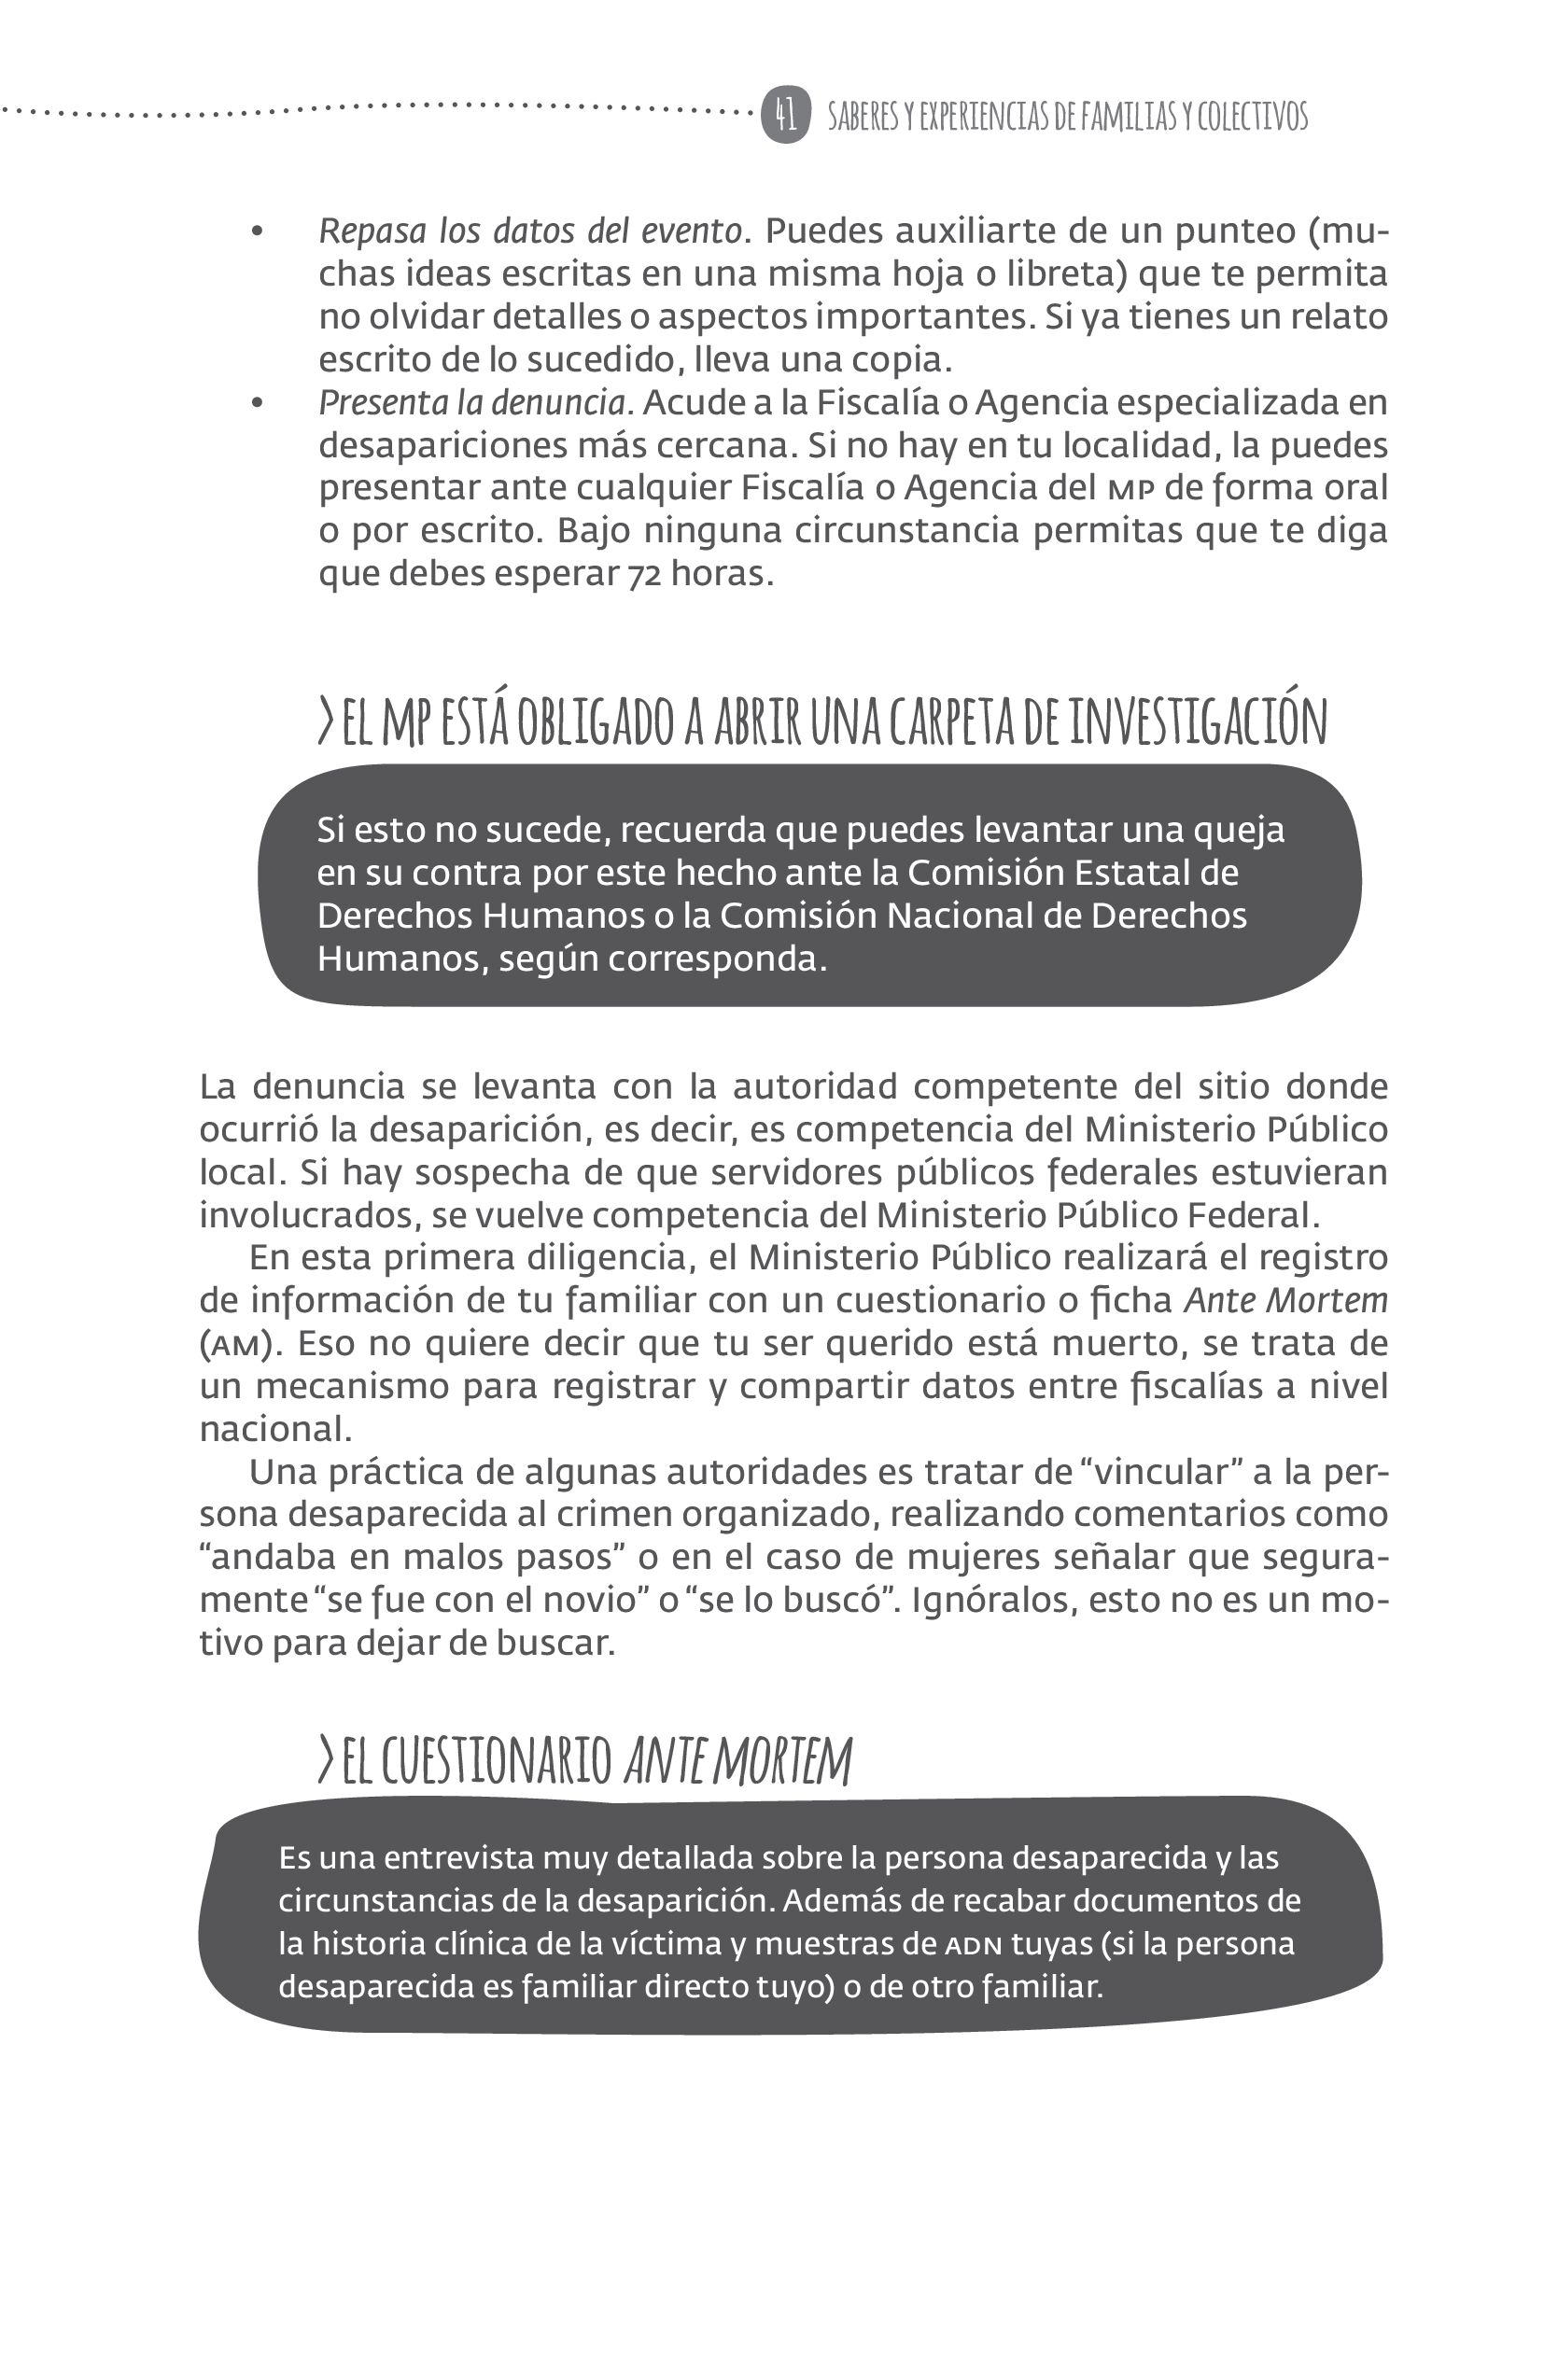 41 SABERES Y EXPERIENCIAS DE FAMILIAS Y COLECTIVOS
• Repasa los datos del evento. Puedes auxiliarte de un punteo (mu-
chas ideas escritas en una misma hoja o libreta) que te permita
no olvidar detalles o aspectos importantes. Si ya tienes un relato
escrito de lo sucedido, lleva una copia.
• Presenta la denuncia. Acude a la Fiscalía o Agencia especializada en
desapariciones más cercana. Si no hay en tu localidad, la puedes
presentar ante cualquier Fiscalía o Agencia del MP de forma oral
o por escrito. Bajo ninguna circunstancia permitas que te diga
que debes esperar 72 horas.
> EL MP ESTÁ OBLIGADO A ABRIR UNA CARPETA DE INVESTIGACIÓN
Si esto no sucede, recuerda que puedes levantar una queja
en su contra por este hecho ante la Comisión Estatal de
Derechos Humanos o la Comisión Nacional de Derechos
Humanos, según corresponda.
La denuncia se levanta con la autoridad competente del sitio donde
ocurrió la desaparición, es decir, es competencia del Ministerio Público
local. Si hay sospecha de que servidores públicos federales estuvieran
involucrados, se vuelve competencia del Ministerio Público Federal.
En esta primera diligencia, el Ministerio Público realizará el registro
de información de tu familiar con un cuestionario o ficha Ante Mortem
(AM). Eso no quiere decir que tu ser querido está muerto, se trata de
un mecanismo para registrar y compartir datos entre fiscalías a nivel
nacional.
Una práctica de algunas autoridades es tratar de “vincular” a la per-
sona desaparecida al crimen organizado, realizando comentarios como
“andaba en malos pasos” o en el caso de mujeres señalar que segura-
mente “se fue con el novio” o “se lo buscó”. Ignóralos, esto no es un mo-
tivo para dejar de buscar.
> EL CUESTIONARIO ANTE MORTEM
Es una entrevista muy detallada sobre la persona desaparecida y las
circunstancias de la desaparición. Además de recabar documentos de
la historia clínica de la víctima y muestras de ADN tuyas (si la persona
desaparecida es familiar directo tuyo) o de otro familiar.